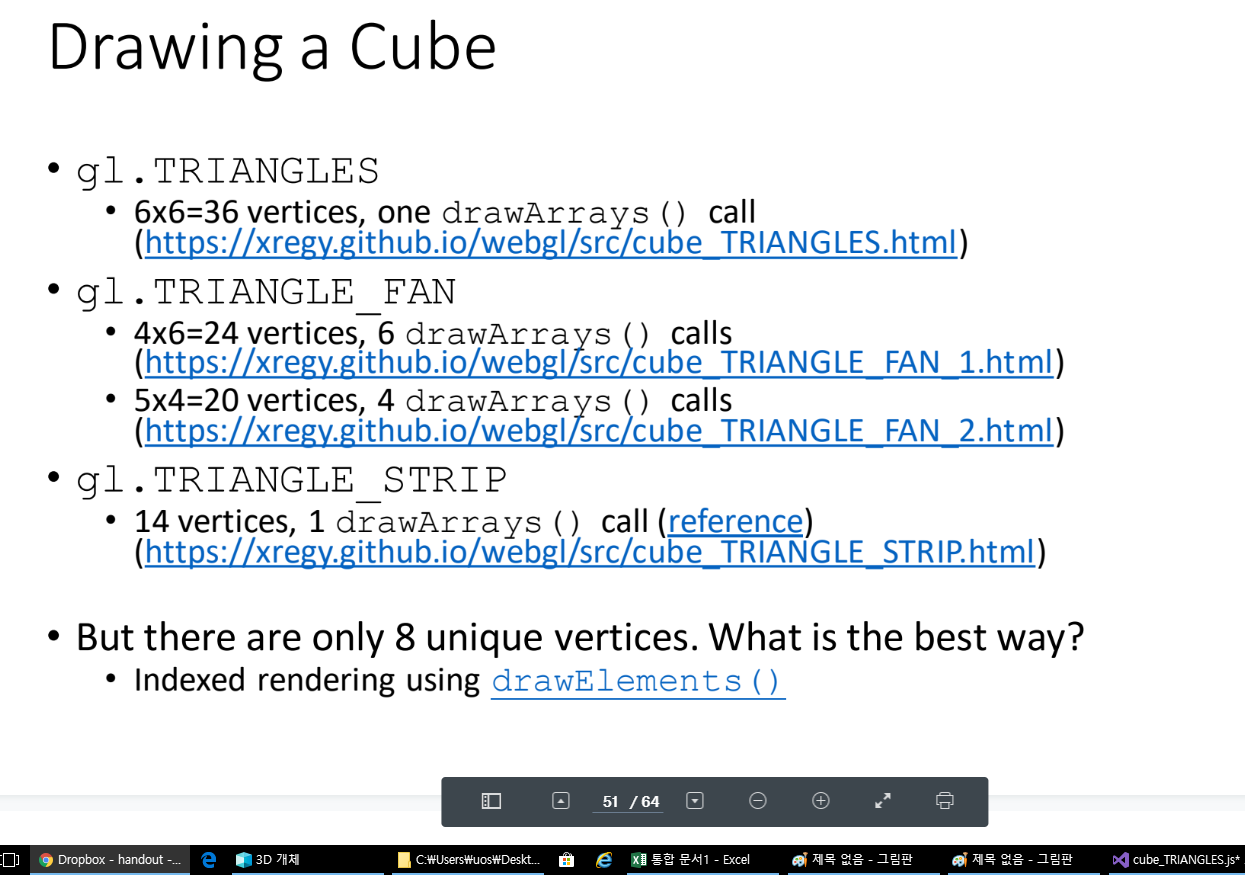 Drawing a Cube
• gl.TRIANGLES
• 6x6=36 vertices, one drawArrays() call
(https://xregy.github.io/webgl/src/cube_TRIANGLES.html)
• gl.TRIANGLE_FAN
• 4x6=24 vertices, 6 drawArrays() calls
(https://xregy.github.io/webgl/src/cube_TRIANGLE_FAN_1.html)
• 5x4=20 vertices, 4 drawArrays() calls
(https://xregy.github.io/webgl/src/cube_TRIANGLE_FAN_2.html)
• gl.TRIANGLE_STRIP
• 14 vertices, 1 drawArrays() call (reference)
(https://xregy.github.io/webgl/src/cube_TRIANGLE_STRIP.html)
• But there are only 8 unique vertices. What is the best way?
• Indexed rendering using drawElements()
51 / 64
Dropbox - handout -... 3D 개체 C:₩Users₩uos₩Deskt... 통합 문서1 - Excel 제목 없음 - 그림판 제목 없음 - 그림판 cube_TRIANGLES.js*